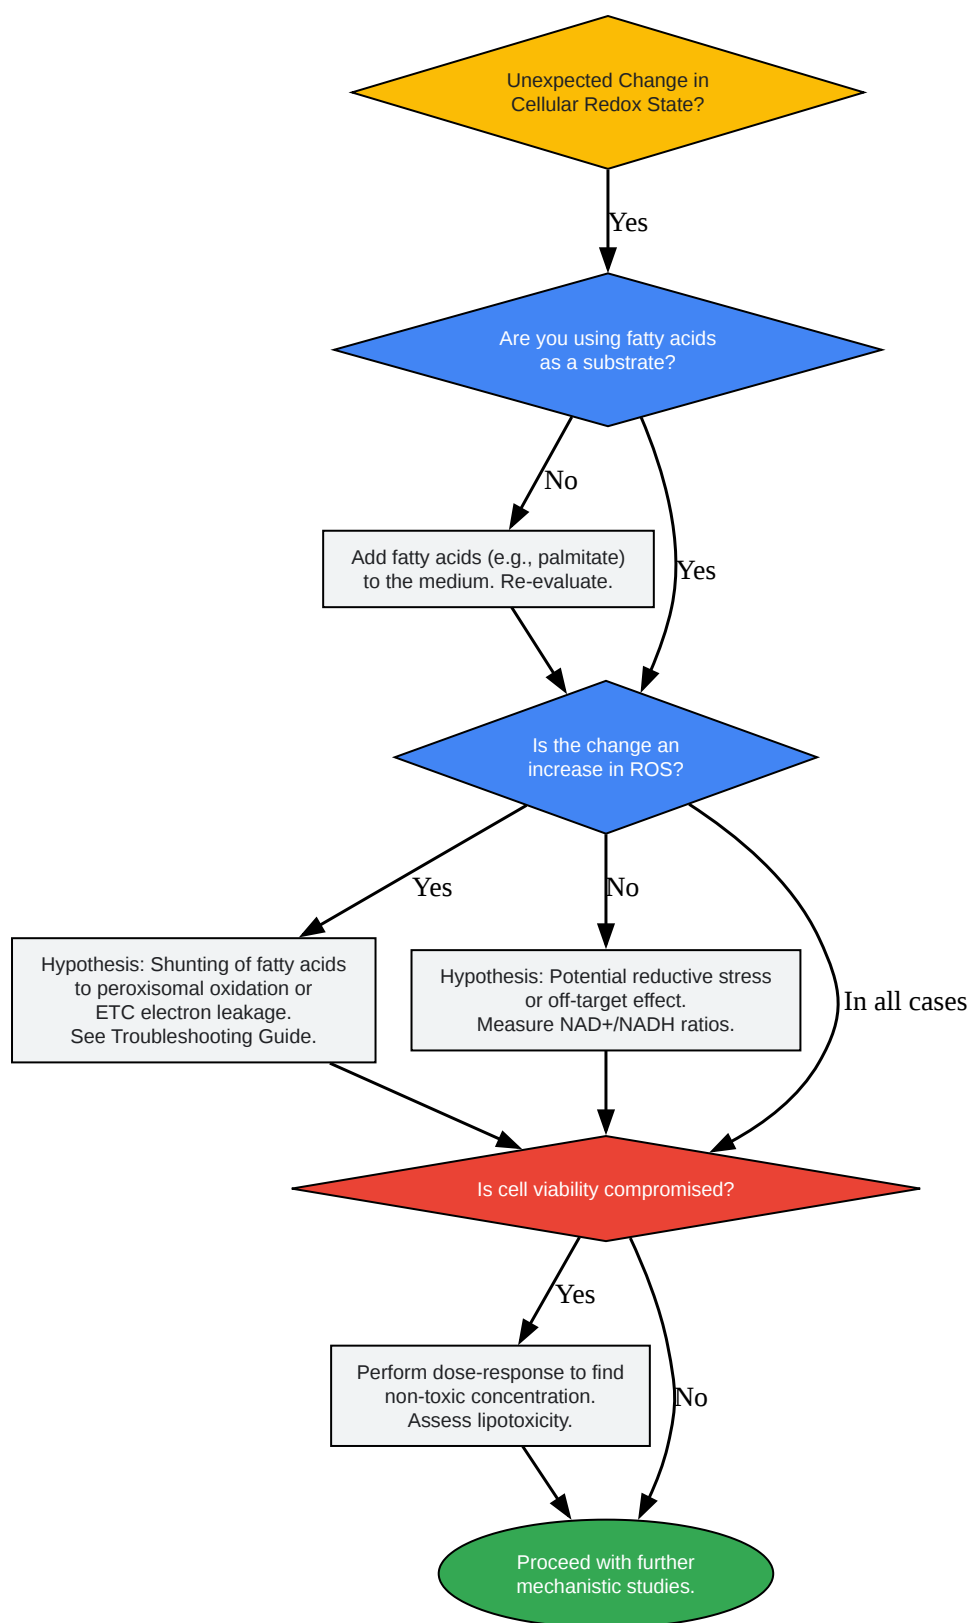 Unexpected Change in
Cellular Redox State?
Yes
Are you using fatty acids
as a substrate?
No
Add fatty acids (e.g., palmitate)
to the medium. Re-evaluate.
Yes
Is the change an
increase in ROS?
Yes
No
Hypothesis: Shunting of fatty acids
to peroxisomal oxidation or
ETC electron leakage.
See Troubleshooting Guide.
Hypothesis: Potential reductive stress
or off-target effect.
Measure NAD+/NADH ratios.
In all cases
Is cell viability compromised?
Yes
Perform dose-response to find
non-toxic concentration.
Assess lipotoxicity.
No
Proceed with further
mechanistic studies.